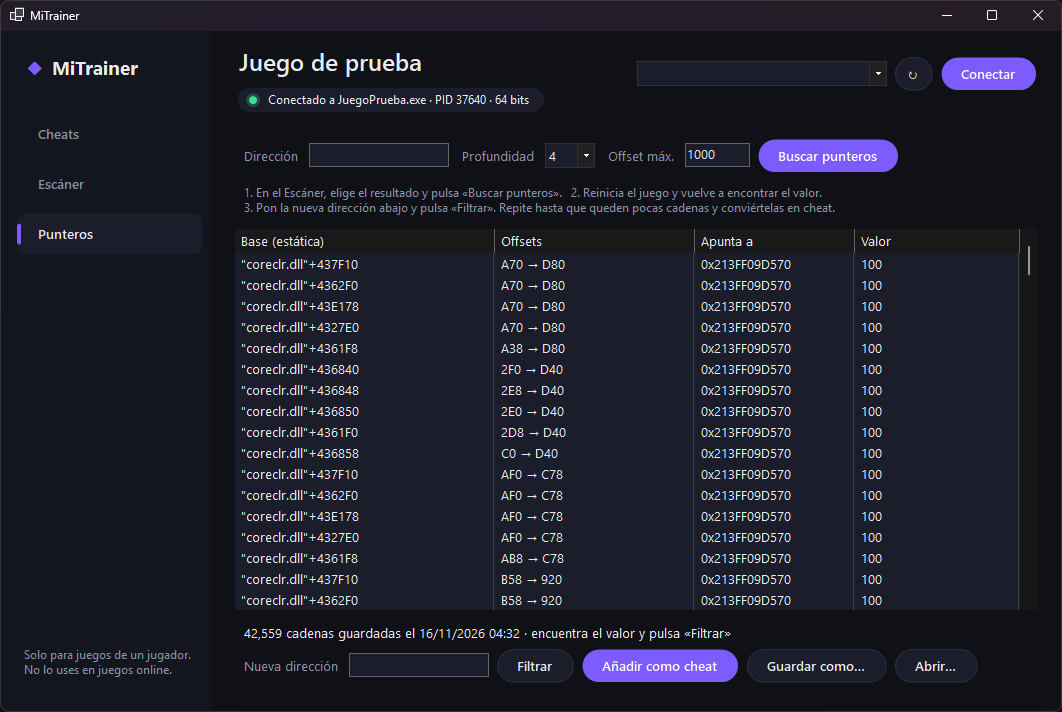 MiTrainer
MiTrainer
Cheats
Escáner
Punteros
Solo para juegos de un jugador.
No lo uses en juegos online.
Juego de prueba
Conectado a JuegoPrueba.exe · PID 37640 · 64 bits
Conectar
Dirección Profundidad 4 Offset máx. 1000 Buscar punteros
1. En el Escáner, elige el resultado y pulsa «Buscar punteros». 2. Reinicia el juego y vuelve a encontrar el valor.
3. Pon la nueva dirección abajo y pulsa «Filtrar». Repite hasta que queden pocas cadenas y conviértelas en cheat.
Base (estática) Offsets Apunta a Valor
"coreclr.dll"+437F10 A70 → D80 0x213FF09D570 100
"coreclr.dll"+4362F0 A70 → D80 0x213FF09D570 100
"coreclr.dll"+43E178 A70 → D80 0x213FF09D570 100
"coreclr.dll"+4327E0 A70 → D80 0x213FF09D570 100
"coreclr.dll"+4361F8 A38 → D80 0x213FF09D570 100
"coreclr.dll"+436840 2F0 → D40 0x213FF09D570 100
"coreclr.dll"+436848 2E8 → D40 0x213FF09D570 100
"coreclr.dll"+436850 2E0 → D40 0x213FF09D570 100
"coreclr.dll"+4361F0 2D8 → D40 0x213FF09D570 100
"coreclr.dll"+436858 C0 → D40 0x213FF09D570 100
"coreclr.dll"+437F10 AF0 → C78 0x213FF09D570 100
"coreclr.dll"+4362F0 AF0 → C78 0x213FF09D570 100
"coreclr.dll"+43E178 AF0 → C78 0x213FF09D570 100
"coreclr.dll"+4327E0 AF0 → C78 0x213FF09D570 100
"coreclr.dll"+4361F8 AB8 → C78 0x213FF09D570 100
"coreclr.dll"+437F10 B58 → 920 0x213FF09D570 100
"coreclr.dll"+4362F0 B58 → 920 0x213FF09D570 100
42,559 cadenas guardadas el 16/11/2026 04:32 · encuentra el valor y pulsa «Filtrar»
Nueva dirección Filtrar Añadir como cheat Guardar como... Abrir...